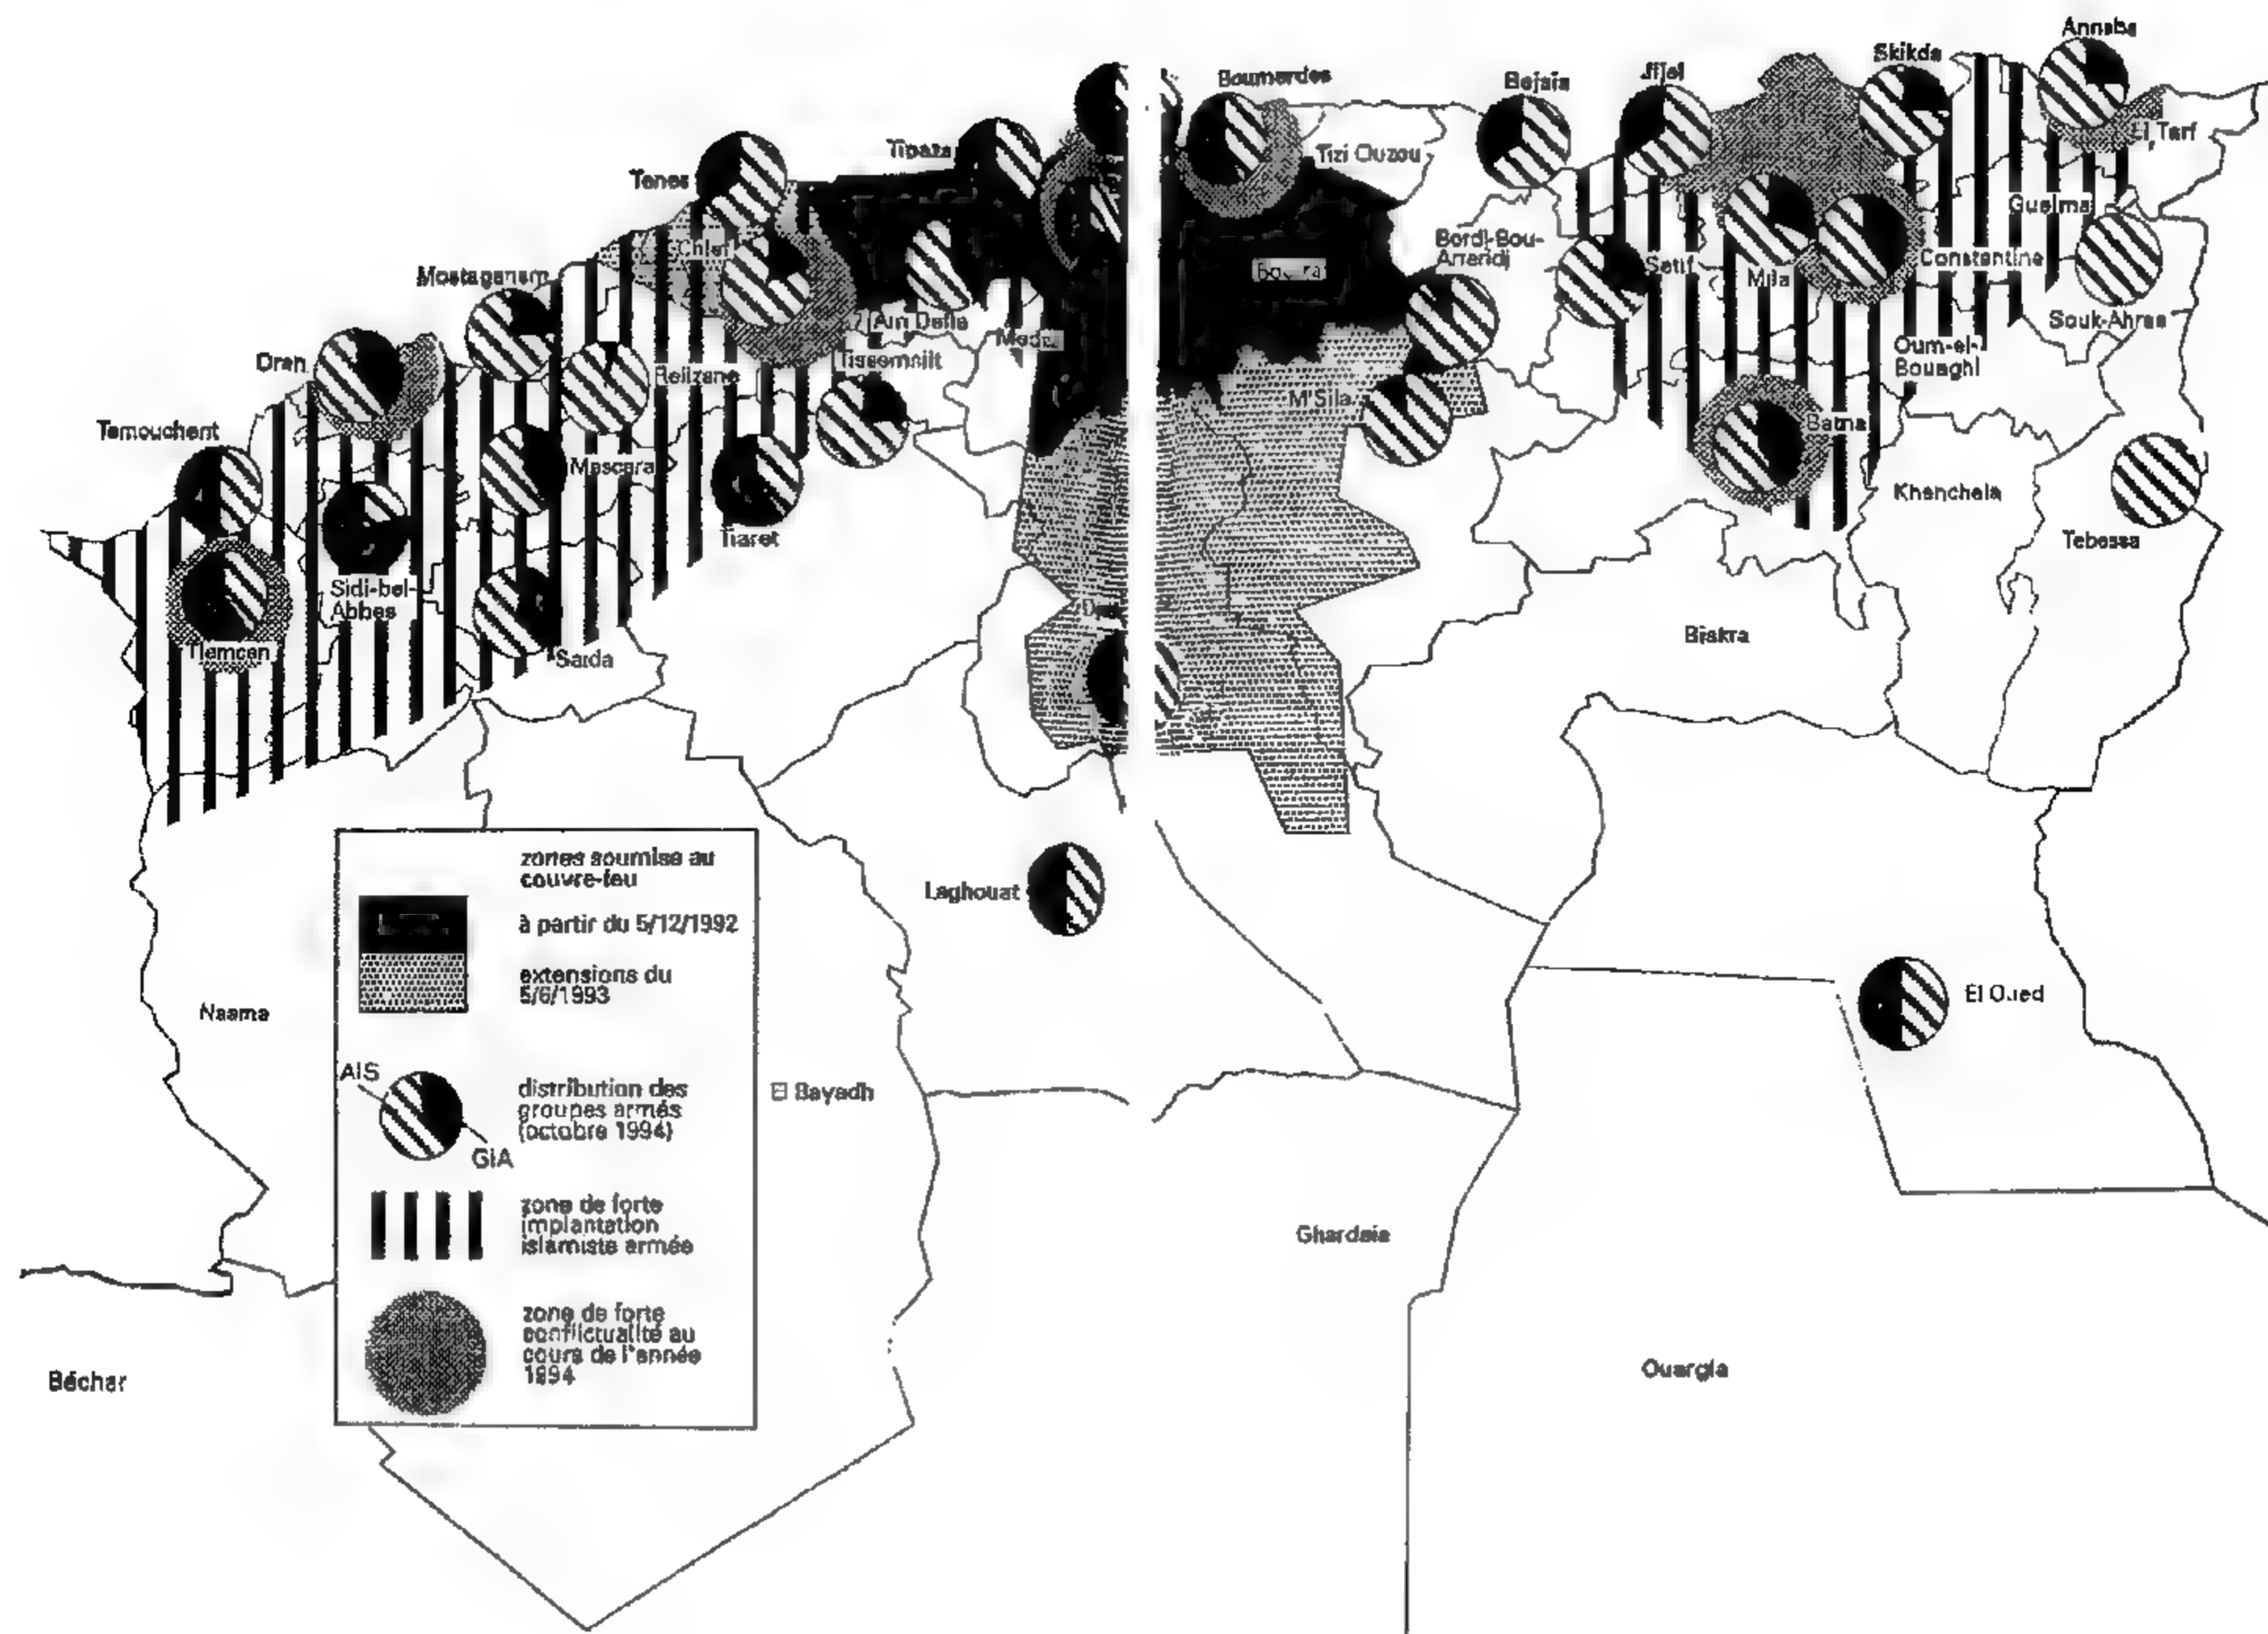 Annaba
Skikda
Jijel
Bejaia
Boumerdes
El Tarf
Tipaza
Tizi Ouzou
Tenes
Guelma
Chlef
Bordj-Bou-
Arreridj
Setif
Constantine
Mila
Mostaganem
Ain Defla
Souk-Ahras
Oum-el-
Bouaghi
Tissemsilt
Oran
Relizane
M'Sila
Batna
Temouchent
Mascara
Khenchela
Tiaret
Tebessa
Sidi-bel-
Abbes
Tlemcen
Saida
Biskra
Laghouat
El Oued
Naama
El Bayadh
Ghardaia
Ouargla
Béchar
zones soumise au
couvre-feu
à partir du 5/12/1992
extensions du
5/6/1993
AIS
GIA
distribution des
groupes armés
(octobre 1994)
zone de forte
implantation
islamiste armée
zone de forte
conflictualité au
cours de l'année
1994